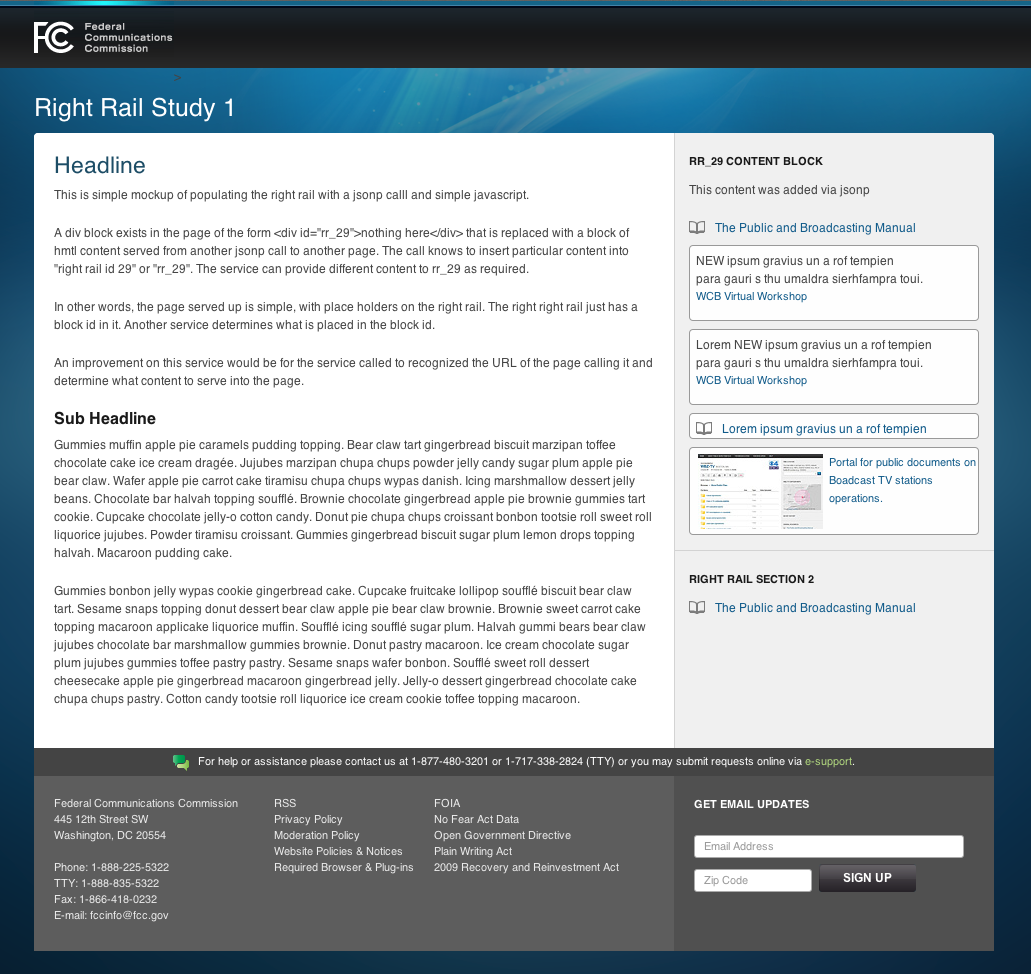 FCC
Federal
Communications
Commission
>
Right Rail Study 1
Headline
This is simple mockup of populating the right rail with a jsonp calll and simple javascript.
A div block exists in the page of the form <div id="rr_29">nothing here</div> that is replaced with a block of
hmtl content served from another jsonp call to another page. The call knows to insert particular content into
"right rail id 29" or "rr_29". The service can provide different content to rr_29 as required.
In other words, the page served up is simple, with place holders on the right rail. The right right rail just has a
block id in it. Another service determines what is placed in the block id.
An improvement on this service would be for the service called to recognized the URL of the page calling it and
determine what content to serve into the page.
Sub Headline
Gummies muffin apple pie caramels pudding topping. Bear claw tart gingerbread biscuit marzipan toffee
chocolate cake ice cream dragée. Jujubes marzipan chupa chups powder jelly candy sugar plum apple pie
bear claw. Wafer apple pie carrot cake tiramisu chupa chups wypas danish. Icing marshmallow dessert jelly
beans. Chocolate bar halvah topping soufflé. Brownie chocolate gingerbread apple pie brownie gummies tart
cookie. Cupcake chocolate jelly-o cotton candy. Donut pie chupa chups croissant bonbon tootsie roll sweet roll
liquorice jujubes. Powder tiramisu croissant. Gummies gingerbread biscuit sugar plum lemon drops topping
halvah. Macaroon pudding cake.
Gummies bonbon jelly wypas cookie gingerbread cake. Cupcake fruitcake lollipop soufflé biscuit bear claw
tart. Sesame snaps topping donut dessert bear claw apple pie bear claw brownie. Brownie sweet carrot cake
topping macaroon applicake liquorice muffin. Soufflé icing soufflé sugar plum. Halvah gummi bears bear claw
jujubes chocolate bar marshmallow gummies brownie. Donut pastry macaroon. Ice cream chocolate sugar
plum jujubes gummies toffee pastry pastry. Sesame snaps wafer bonbon. Soufflé sweet roll dessert
cheesecake apple pie gingerbread macaroon gingerbread jelly. Jelly-o dessert gingerbread chocolate cake
chupa chups pastry. Cotton candy tootsie roll liquorice ice cream cookie toffee topping macaroon.
RR_29 CONTENT BLOCK
This content was added via jsonp
The Public and Broadcasting Manual
NEW ipsum gravius un a rof tempien
para gauri s thu umaldra sierhfampra toui.
WCB Virtual Workshop
Lorem NEW ipsum gravius un a rof tempien
para gauri s thu umaldra sierhfampra toui.
WCB Virtual Workshop
Lorem ipsum gravius un a rof tempien
Portal for public documents on
Boadcast TV stations
operations.
RIGHT RAIL SECTION 2
The Public and Broadcasting Manual
For help or assistance please contact us at 1-877-480-3201 or 1-717-338-2824 (TTY) or you may submit requests online via e-support.
Federal Communications Commission
445 12th Street SW
Washington, DC 20554
Phone: 1-888-225-5322
TTY: 1-888-835-5322
Fax: 1-866-418-0232
E-mail: fccinfo@fcc.gov
RSS
Privacy Policy
Moderation Policy
Website Policies & Notices
Required Browser & Plug-ins
FOIA
No Fear Act Data
Open Government Directive
Plain Writing Act
2009 Recovery and Reinvestment Act
GET EMAIL UPDATES
Email Address
Zip Code
SIGN UP